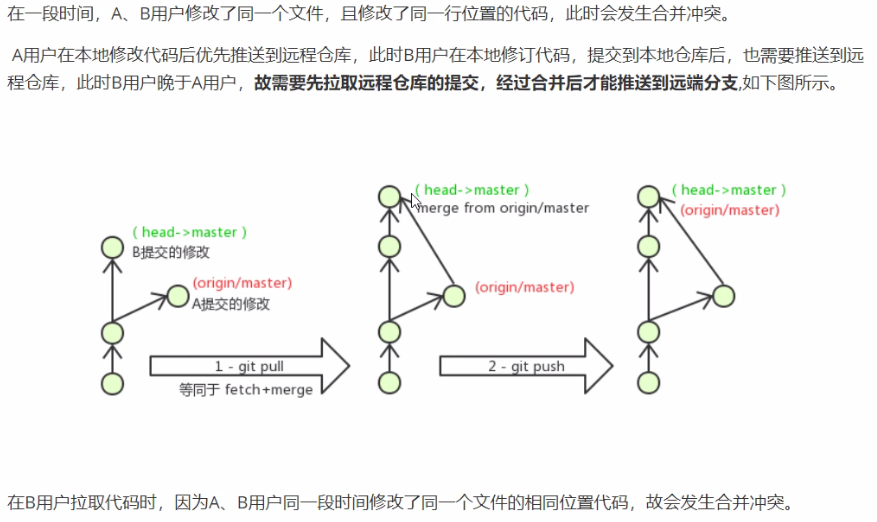 在一段时间，A、B用户修改了同一个文件，且修改了同一行位置的代码，此时会发生合并冲突。
A用户在本地修改代码后优先推送到远程仓库，此时B用户在本地修订代码，提交到本地仓库后，也需要推送到远
程仓库，此时B用户晚于A用户，故需要先拉取远程仓库的提交，经过合并后才能推送到远端分支,如下图所示。
( head->master )
B提交的修改
(origin/master)
A提交的修改
1 - git pull
等同于 fetch+merge
( head->master )
merge from origin/master
(origin/master)
2 - git push
( head->master )
(origin/master)
在B用户拉取代码时，因为A、B用户同一段时间修改了同一个文件的相同位置代码，故会发生合并冲突。